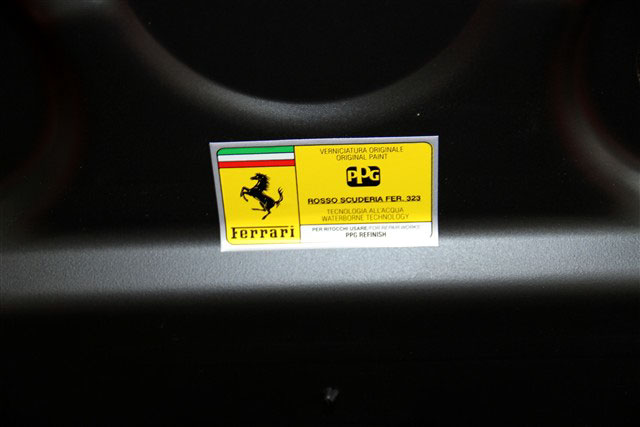 VERNICIATURA ORIGINALE
ORIGINAL PAINT
PPG
ROSSO SCUDERIA FER. 323
TECNOLOGIA ALL'ACQUA
WATERBORNE TECHNOLOGY
PER RITOCCHI USARE FOR REPAIR WORKS
PPG REFINISH
Ferrari